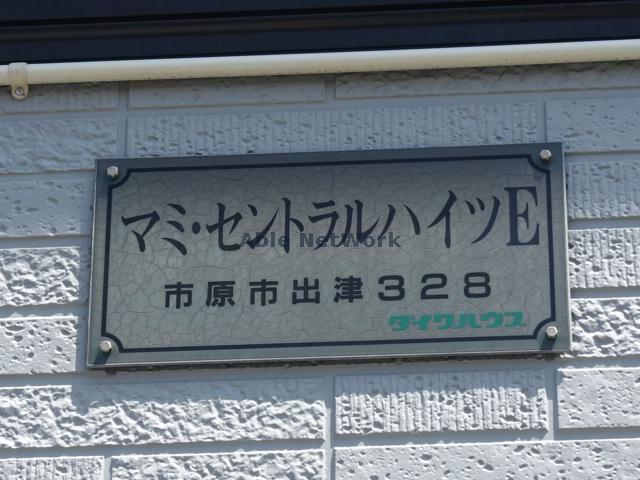 マミ・セントラルハイツE
Able NetWork
市原市出津328
ダイワハウス